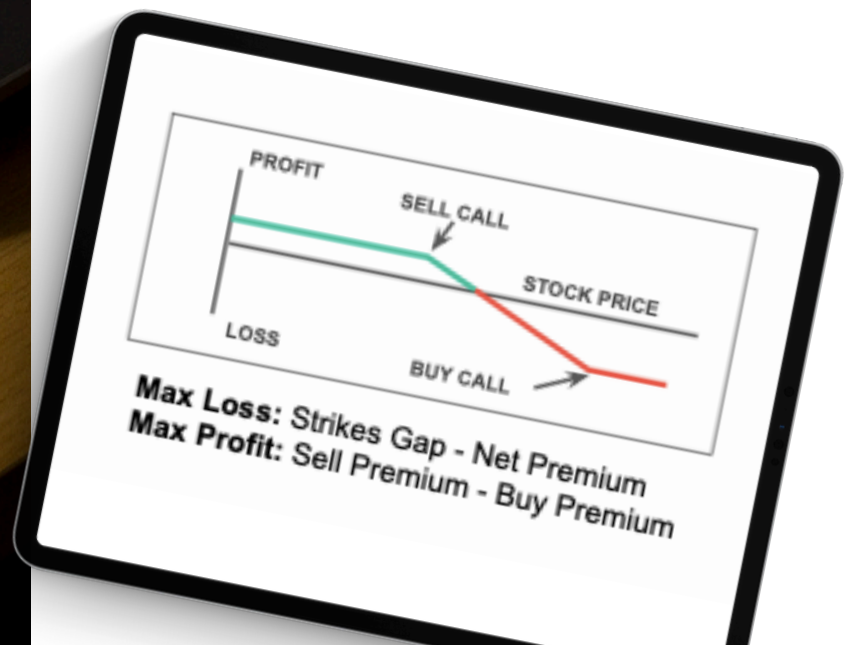 PROFIT
SELL CALL
STOCK PRICE
LOSS
BUY CALL
Max Loss: Strikes Gap - Net Premium
Max Profit: Sell Premium - Buy Premium